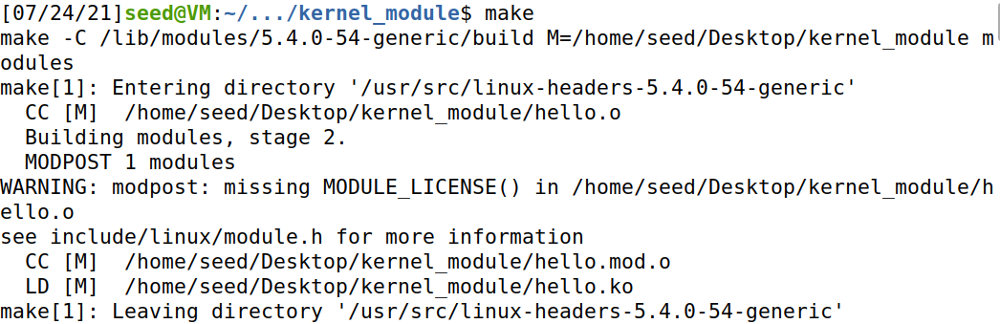 [07/24/21]seed@VM:~/.../kernel_module$ make
make -C /lib/modules/5.4.0-54-generic/build M=/home/seed/Desktop/kernel_module m
odules
make[1]: Entering directory '/usr/src/linux-headers-5.4.0-54-generic'
  CC [M]  /home/seed/Desktop/kernel_module/hello.o
  Building modules, stage 2.
  MODPOST 1 modules
WARNING: modpost: missing MODULE_LICENSE() in /home/seed/Desktop/kernel_module/h
ello.o
see include/linux/module.h for more information
  CC [M]  /home/seed/Desktop/kernel_module/hello.mod.o
  LD [M]  /home/seed/Desktop/kernel_module/hello.ko
make[1]: Leaving directory '/usr/src/linux-headers-5.4.0-54-generic'